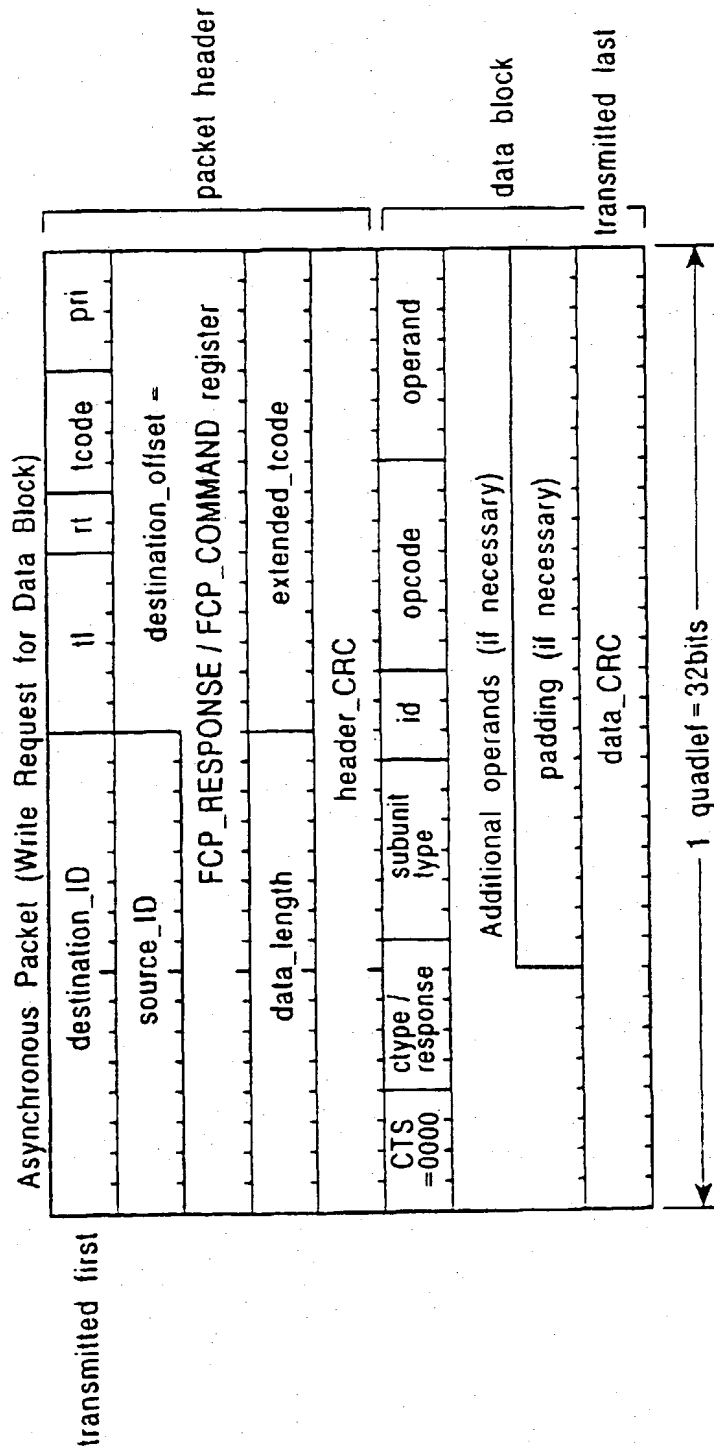 Asynchronous Packet (Write Request for Data Block)
transmitted first
destination_ID tl rt tcode pri
source_ID destination_offset =
FCP_RESPONSE / FCP_COMMAND register
data_length extended_tcode
header_CRC
packet header
CTS
=0000
ctype /
response
subunit
type
id
opcode
operand
Additional operands (if necessary)
padding (if necessary)
data_CRC
data block
transmitted last
1 quadlef = 32bits